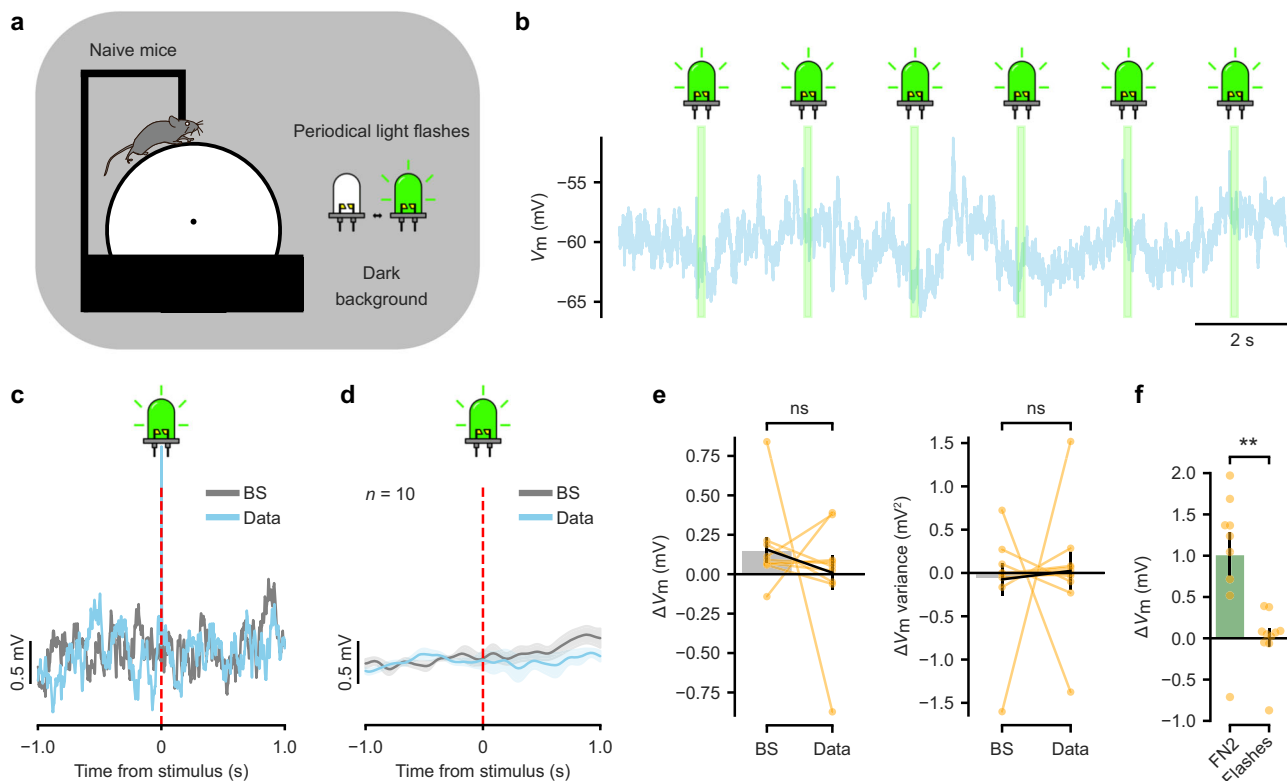 a
Naive mice
Periodical light flashes
Dark
background
b
−55
−60
−65
Vm (mV)
2 s
c
BS
Data
0.5 mV
−1.0
0
1.0
Time from stimulus (s)
d
n = 10
BS
Data
0.5 mV
−1.0
0
1.0
Time from stimulus (s)
e
ns
0.75
0.50
0.25
0.00
−0.25
−0.50
−0.75
ΔVm (mV)
BS
Data
ns
1.5
1.0
0.5
0.0
−0.5
−1.0
−1.5
ΔVm variance (mV²)
BS
Data
f
**
2.0
1.5
1.0
0.5
0.0
−0.5
−1.0
ΔVm (mV)
FN2
Flashes